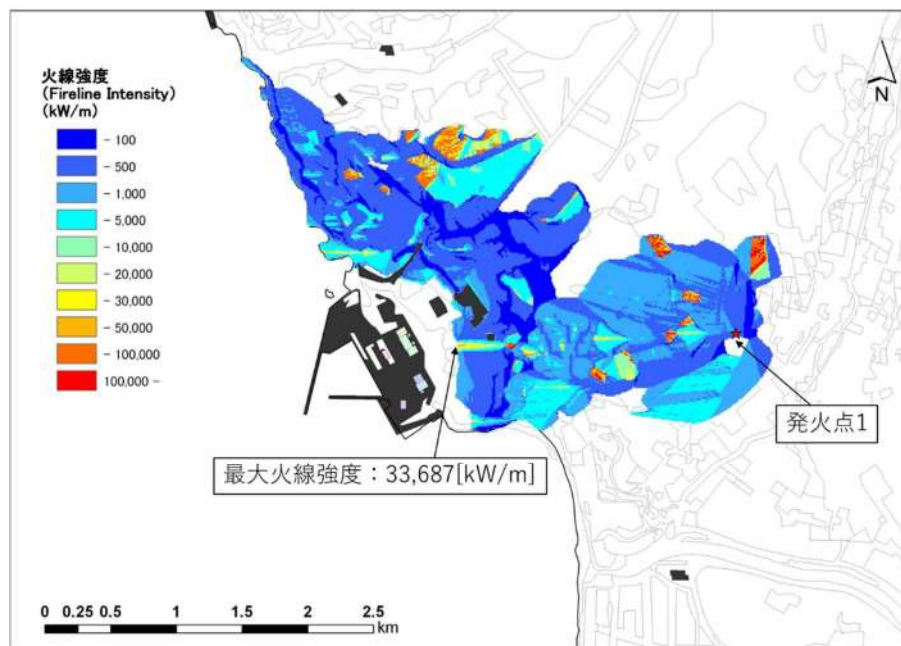 火線強度
(Fireline Intensity)
(kW/m)
- 100
- 500
- 1,000
- 5,000
- 10,000
- 20,000
- 30,000
- 50,000
- 100,000
100,000 -
N
発火点1
最大火線強度：33,687[kW/m]
0 0.25 0.5 1 1.5 2 2.5
km